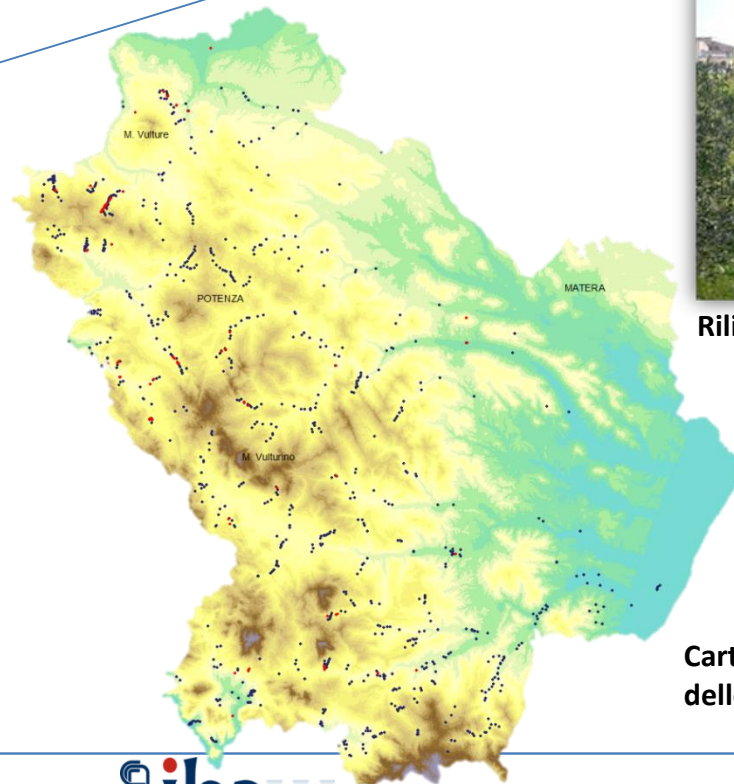 M. Vulture
POTENZA
MATERA
Rili
M. Vulturino
Cart
dell